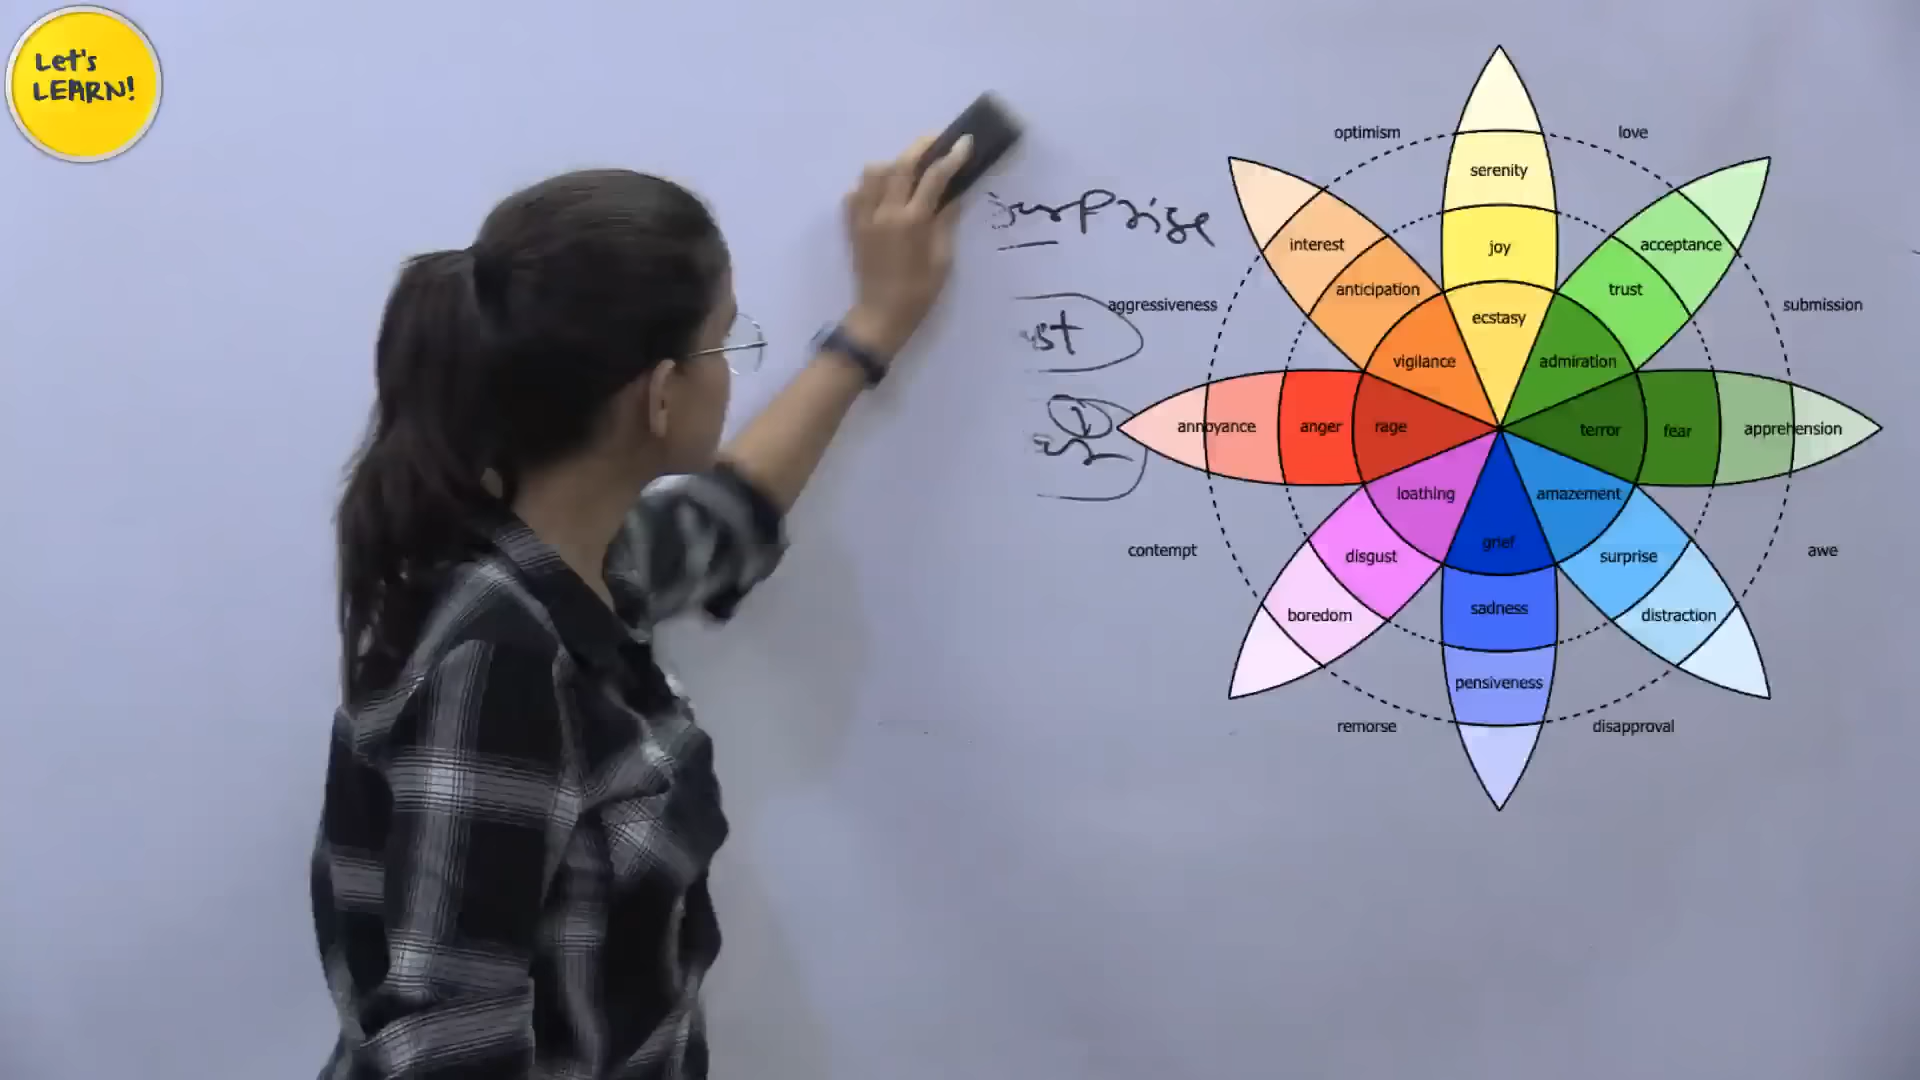 Let's
LEARN!
surprise
optimism
love
serenity
interest
joy
acceptance
anticipation
trust
aggressiveness
submission
ecstasy
vigilance
admiration
annoyance
anger
rage
terror
fear
apprehension
loathing
amazement
contempt
disgust
grief
surprise
awe
boredom
sadness
distraction
pensiveness
remorse
disapproval